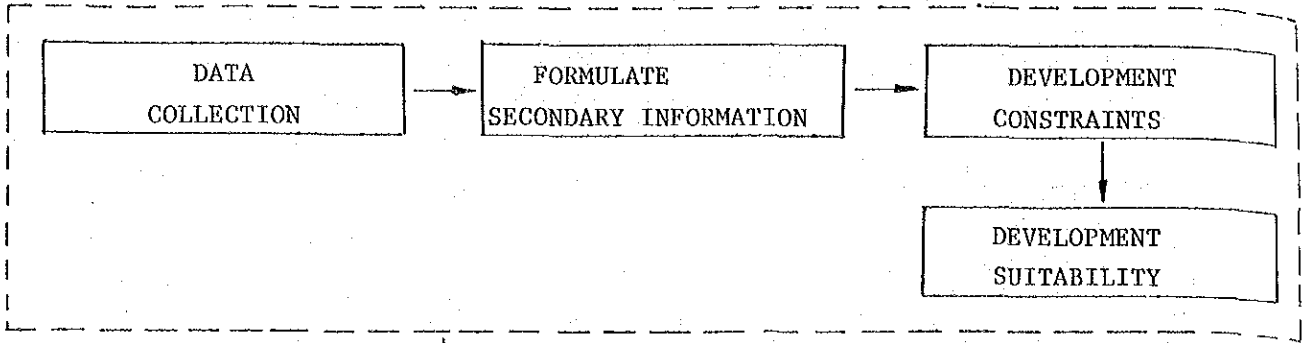 DATA
COLLECTION
FORMULATE
SECONDARY INFORMATION
DEVELOPMENT
CONSTRAINTS
DEVELOPMENT
SUITABILITY